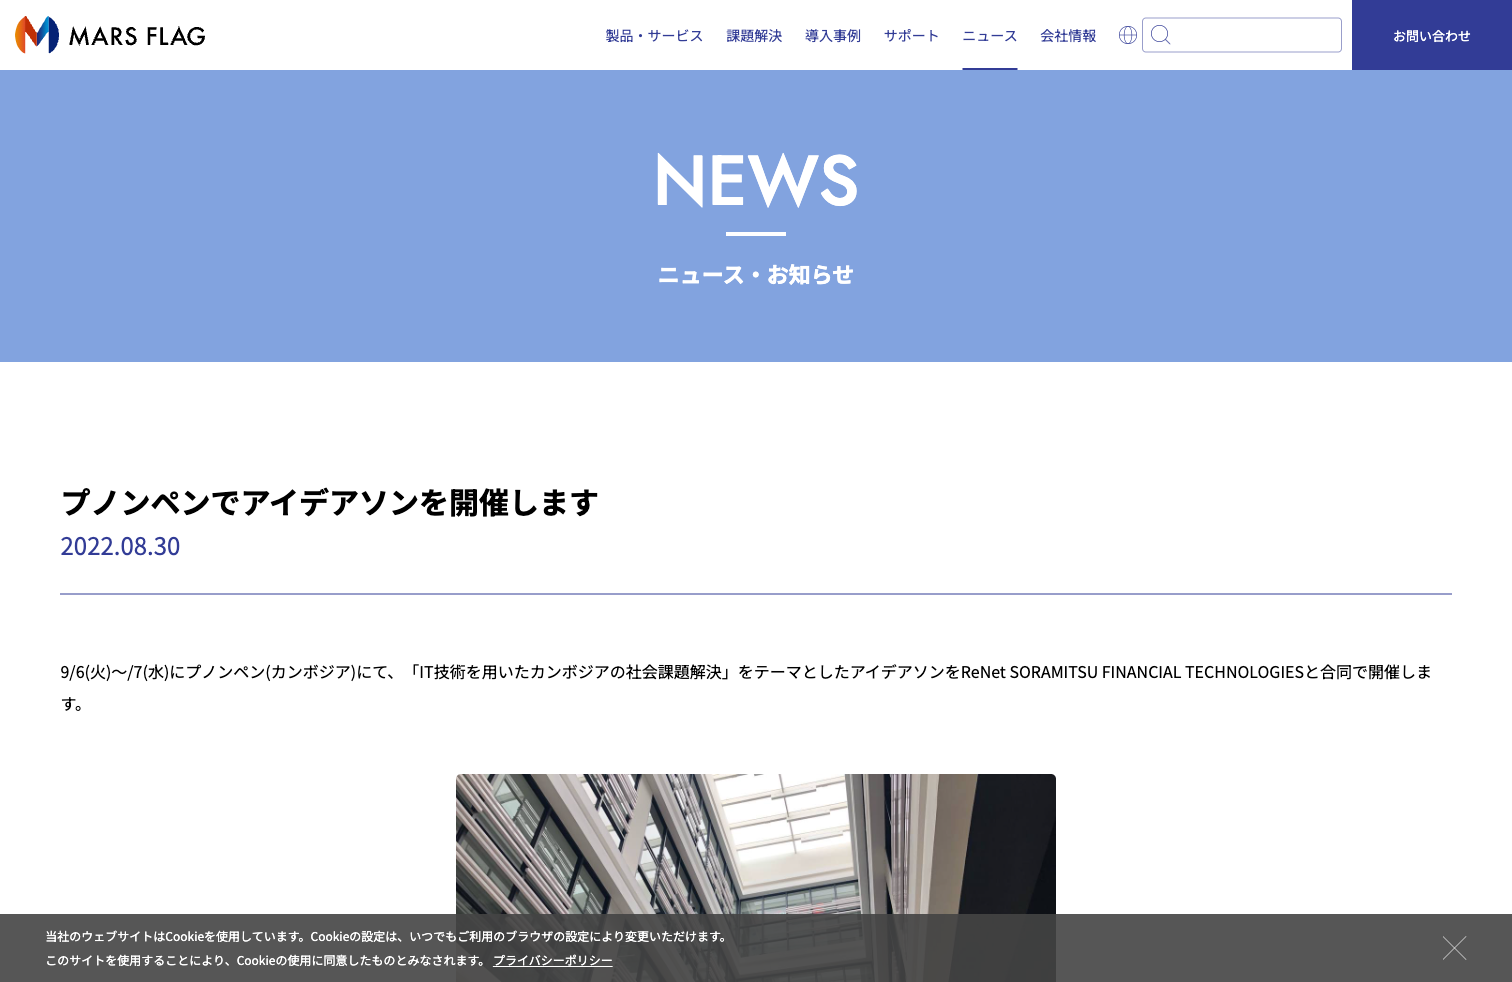 MARS FLAG
製品・サービス 課題解決 導入事例 サポート ニュース 会社情報 お問い合わせ
NEWS
ニュース・お知らせ
プノンペンでアイデアソンを開催します
2022.08.30
9/6(火)〜/7(水)にプノンペン(カンボジア)にて、「IT技術を用いたカンボジアの社会課題解決」をテーマとしたアイデアソンをReNet SORAMITSU FINANCIAL TECHNOLOGIESと合同で開催しま
す。
当社のウェブサイトはCookieを使用しています。Cookieの設定は、いつでもご利用のブラウザの設定により変更いただけます。
このサイトを使用することにより、Cookieの使用に同意したものとみなされます。 プライバシーポリシー